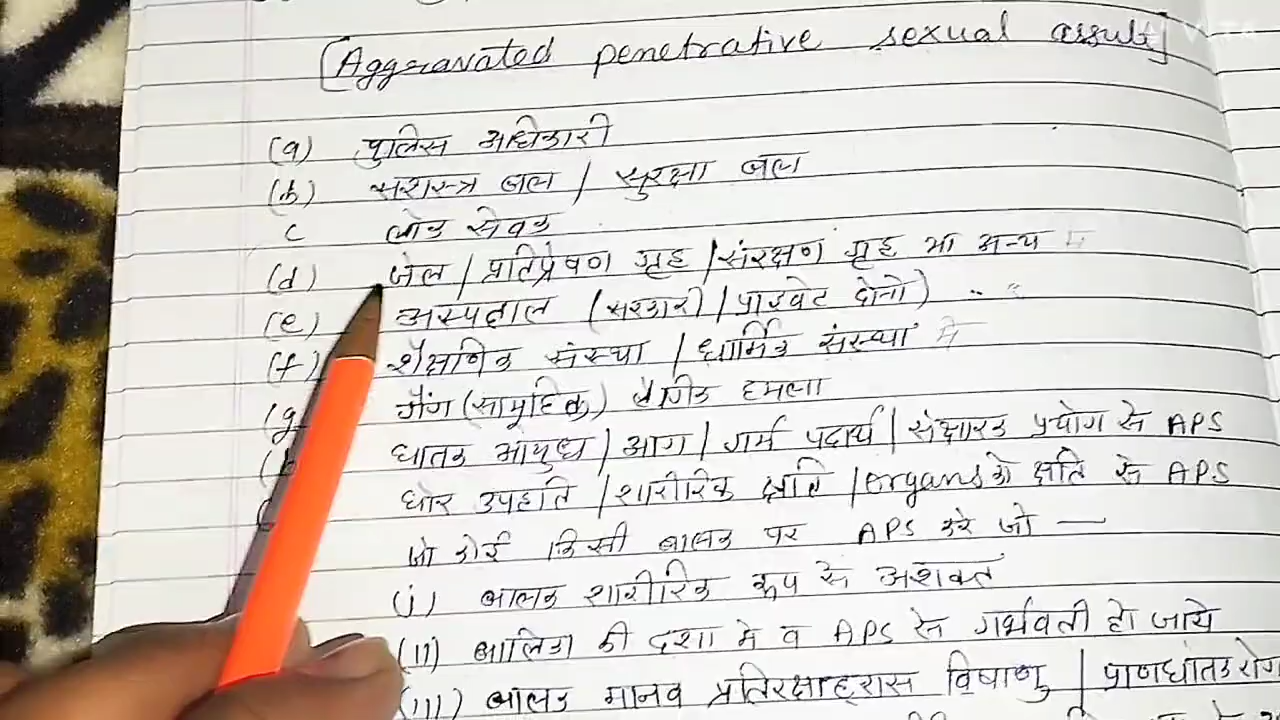 [Aggravated penetrative sexual assult]
(a) पुलिस अधिकारी
(b) सशस्त्र बल / सुरक्षा बल
c लोक सेवक
(d) जेल / प्रतिप्रेषण गृह / संरक्षण गृह या अन्य
(e) अस्पताल (सरकारी / प्राइवेट दोनो) ..
(f) शैक्षणिक संस्था / धार्मिक संस्था में
(g गैंग (सामूहिक) लैंगिक हमला
(h घातक आयुध / आग / गर्म पदार्थ / संक्षारक प्रयोग से APS
घोर उपहति / शारीरिक क्षति / organs को क्षति से APS
जो कोई किसी बालक पर APS करे जो —
(i) बालक शारीरिक रूप से अशक्त
(ii) बालिका की दशा मे व APS से गर्भवती हो जाये
(iii) बालक मानव प्रतिरक्षाह्रास विषाणु / प्राणघातक रोग